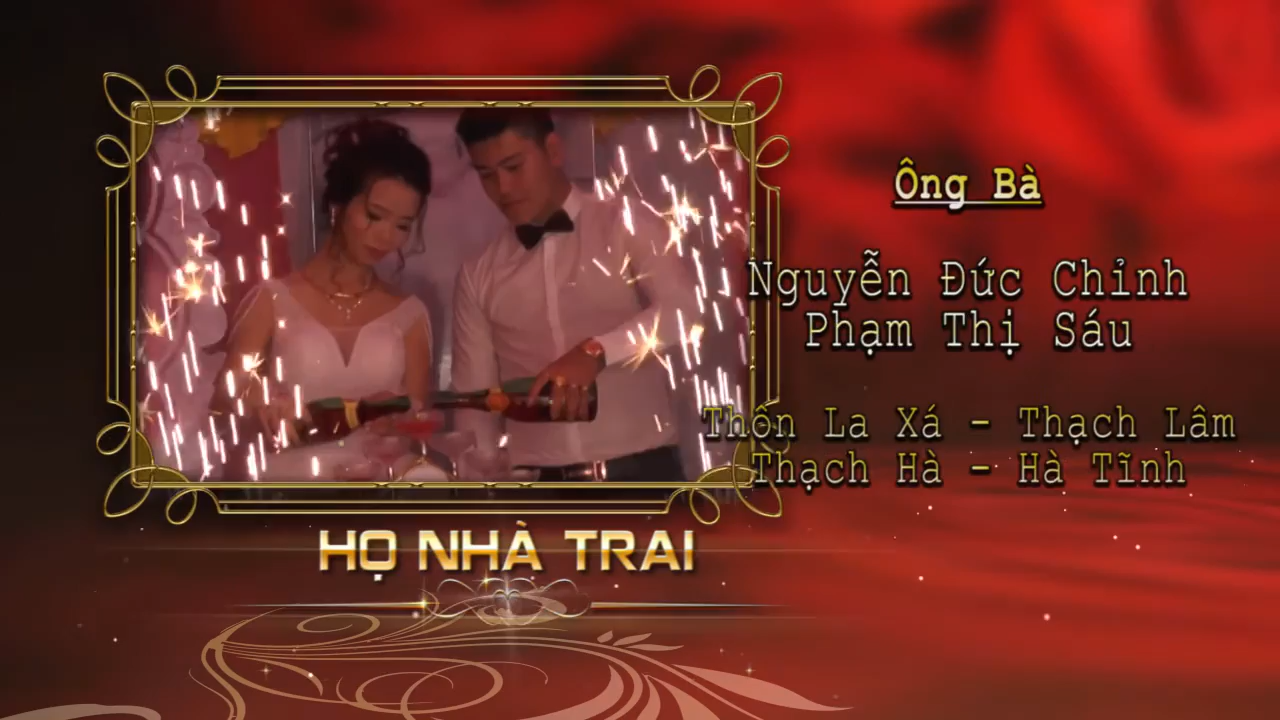 Ông Bà
Nguyễn Đức Chỉnh
Phạm Thị Sáu
Thôn La Xá - Thạch Lâm
Thạch Hà - Hà Tĩnh
HỌ NHÀ TRAI